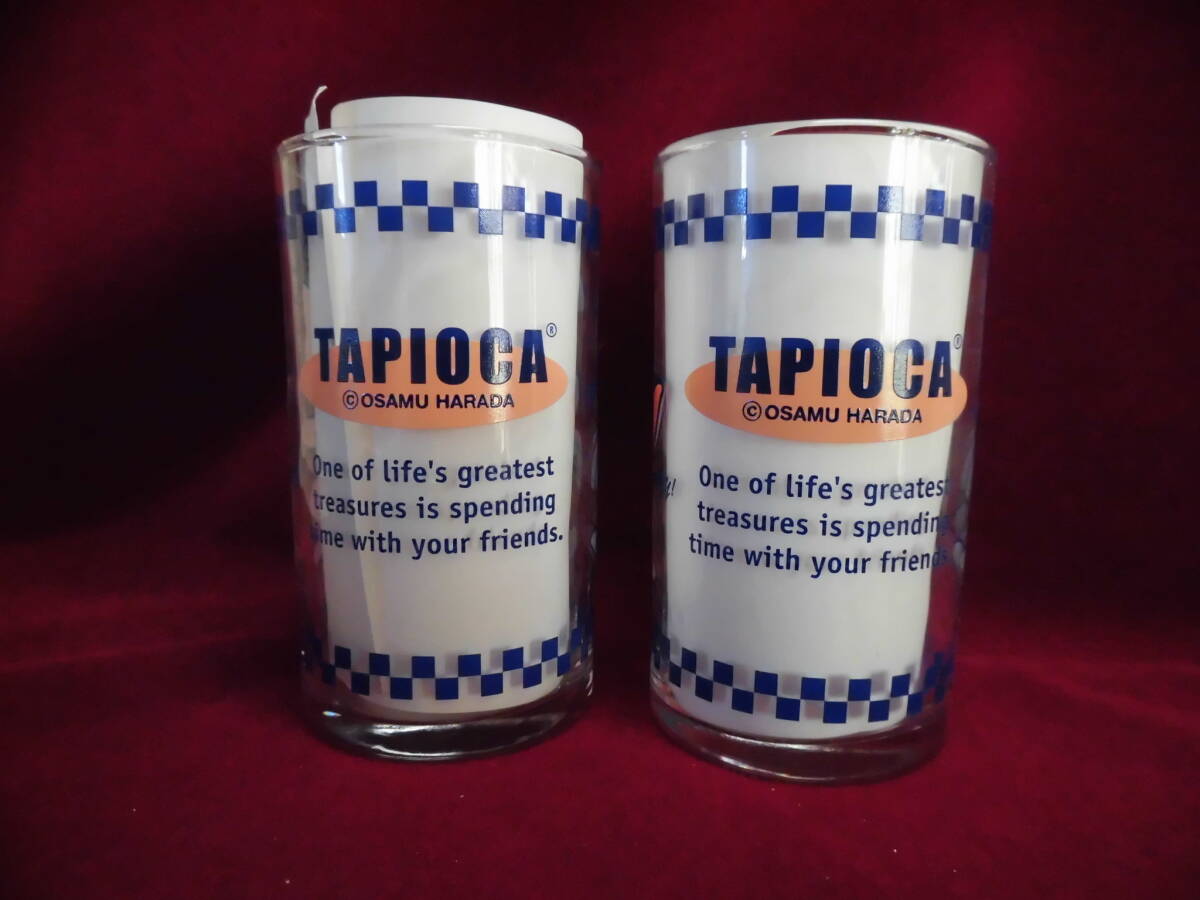 TAPIOCA®
©OSAMU HARADA
One of life's greatest
treasures is spending
time with your friends.
TAPIOCA®
©OSAMU HARADA
One of life's greatest
treasures is spending
time with your friends.